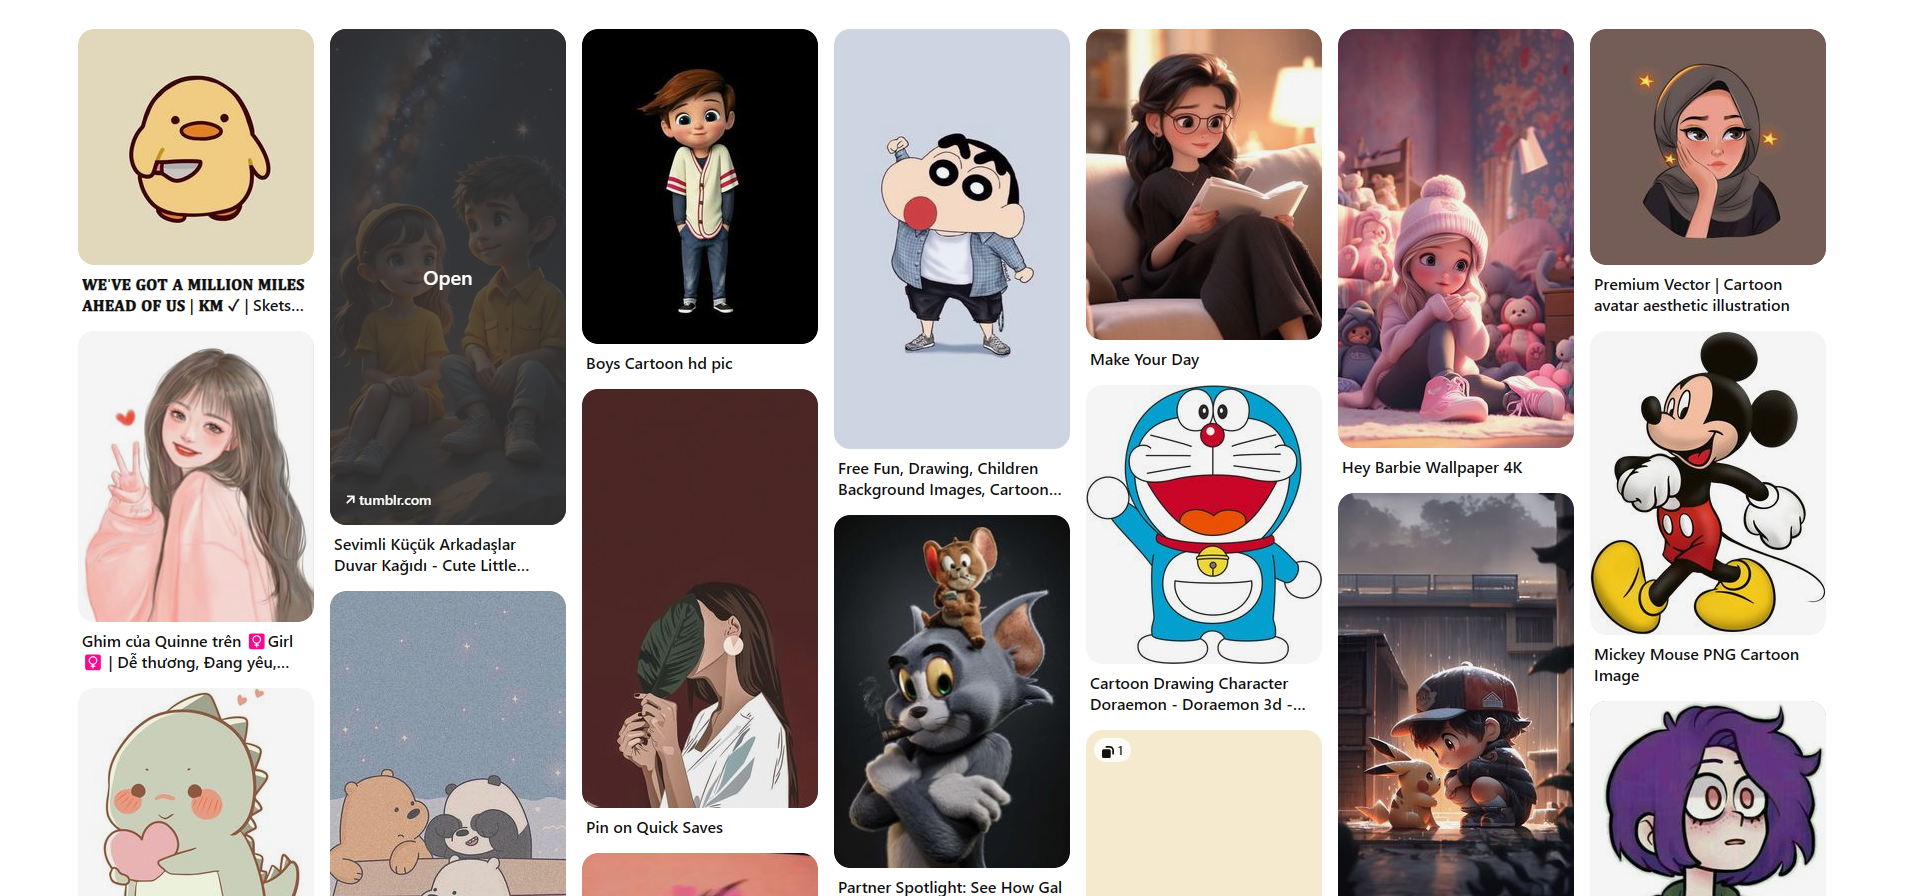 WE'VE GOT A MILLION MILES
AHEAD OF US | KM ✓ | Skets...
Ghim của Quinne trên ♀Girl
♀ | Dễ thương, Đang yêu,...
Open
↗ tumblr.com
Sevimli Küçük Arkadaşlar
Duvar Kağıdı - Cute Little...
Boys Cartoon hd pic
Pin on Quick Saves
Free Fun, Drawing, Children
Background Images, Cartoon...
Partner Spotlight: See How Gal
Make Your Day
Cartoon Drawing Character
Doraemon - Doraemon 3d -...
1
Hey Barbie Wallpaper 4K
Premium Vector | Cartoon
avatar aesthetic illustration
Mickey Mouse PNG Cartoon
Image